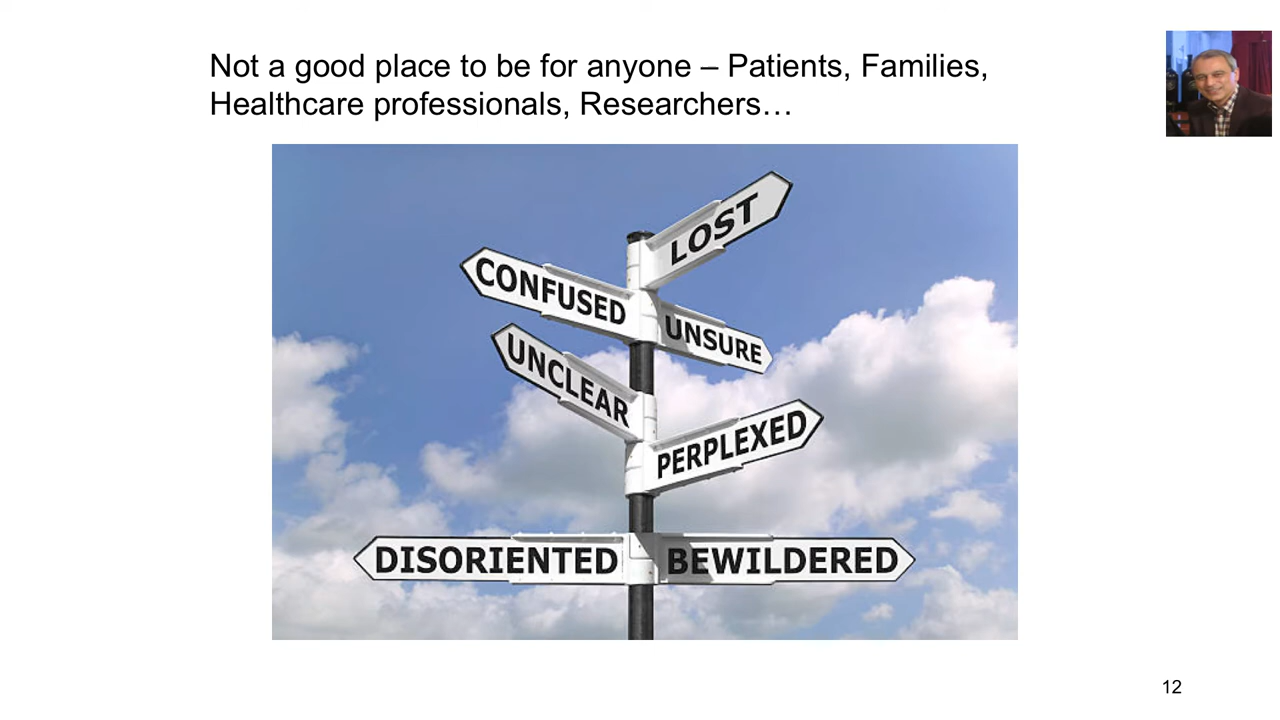 Not a good place to be for anyone – Patients, Families,
Healthcare professionals, Researchers…
LOST
CONFUSED
UNSURE
UNCLEAR
PERPLEXED
DISORIENTED
BEWILDERED
12